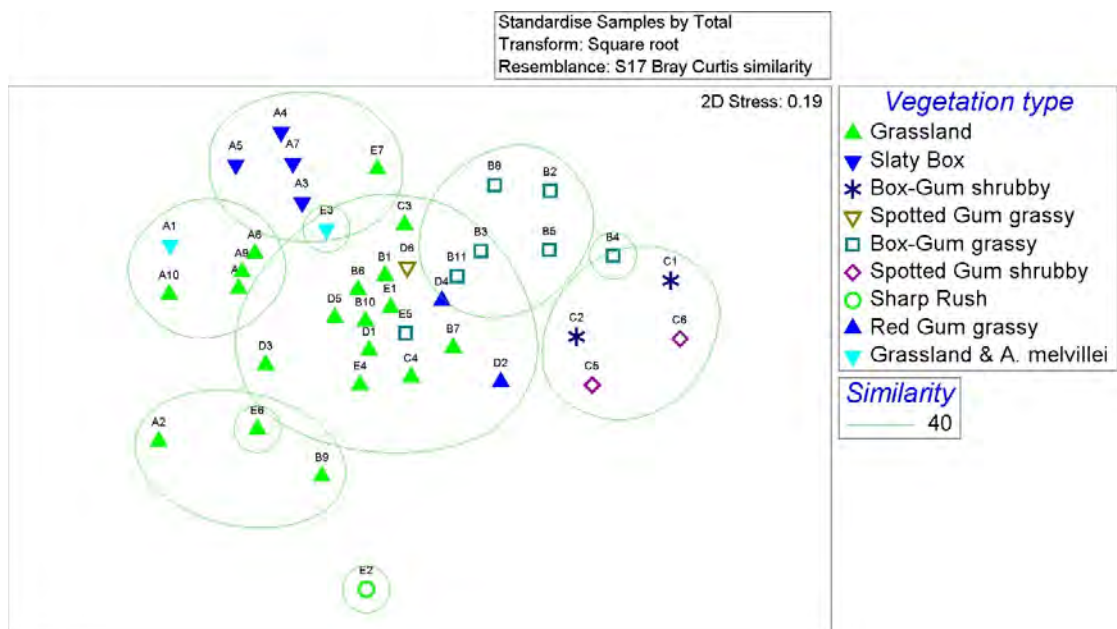 Standardise Samples by Total
Transform: Square root
Resemblance: S17 Bray Curtis similarity
2D Stress: 0.19
A4
A5
A7
E7
A3
B8
B2
E3
C3
A1
A6
B3
B5
B4
A9
D6
B11
C1
A10
B1
B6
D4
E1
D5
B10
E5
C2
C6
D1
B7
D3
E4
C4
D2
C5
A2
E6
B9
E2
Vegetation type
Grassland
Slaty Box
Box-Gum shrubby
Spotted Gum grassy
Box-Gum grassy
Spotted Gum shrubby
Sharp Rush
Red Gum grassy
Grassland & A. melvillei
Similarity
40